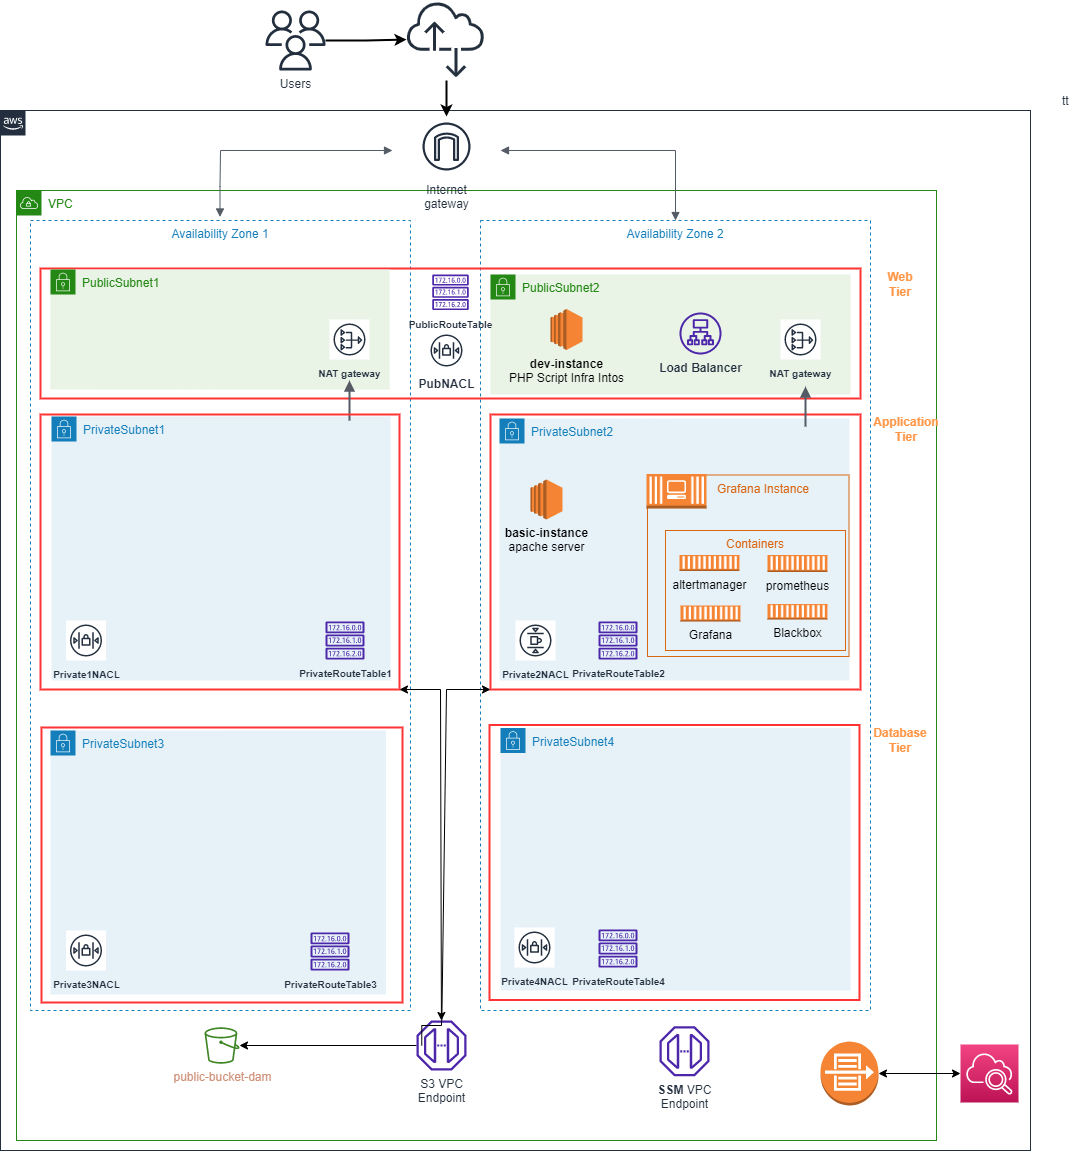 Users
tt
aws
Internet
gateway
VPC
Availability Zone 1
Availability Zone 2
PublicSubnet1
172.16.0.0
172.16.1.0
172.16.2.0
PublicRouteTable
PubNACL
NAT gateway
PublicSubnet2
dev-instance
PHP Script Infra Intos
Load Balancer
NAT gateway
Web
Tier
PrivateSubnet1
Private1NACL
172.16.0.0
172.16.1.0
172.16.2.0
PrivateRouteTable1
PrivateSubnet2
basic-instance
apache server
Grafana Instance
Containers
altertmanager
prometheus
Grafana
Blackbox
Private2NACL
172.16.0.0
172.16.1.0
172.16.2.0
PrivateRouteTable2
Application
Tier
PrivateSubnet3
Private3NACL
172.16.0.0
172.16.1.0
172.16.2.0
PrivateRouteTable3
PrivateSubnet4
Private4NACL
172.16.0.0
172.16.1.0
172.16.2.0
PrivateRouteTable4
Database
Tier
public-bucket-dam
S3 VPC
Endpoint
SSM VPC
Endpoint